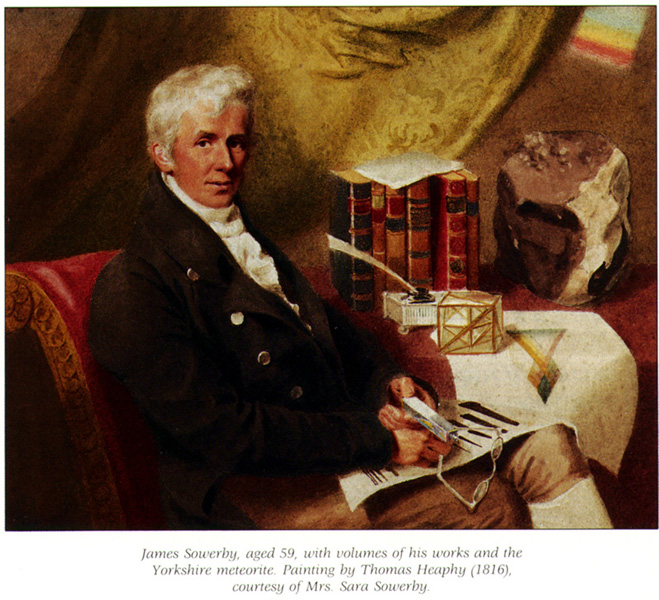 James Sowerby, aged 59, with volumes of his works and the
Yorkshire meteorite. Painting by Thomas Heaphy (1816),
courtesy of Mrs. Sara Sowerby.